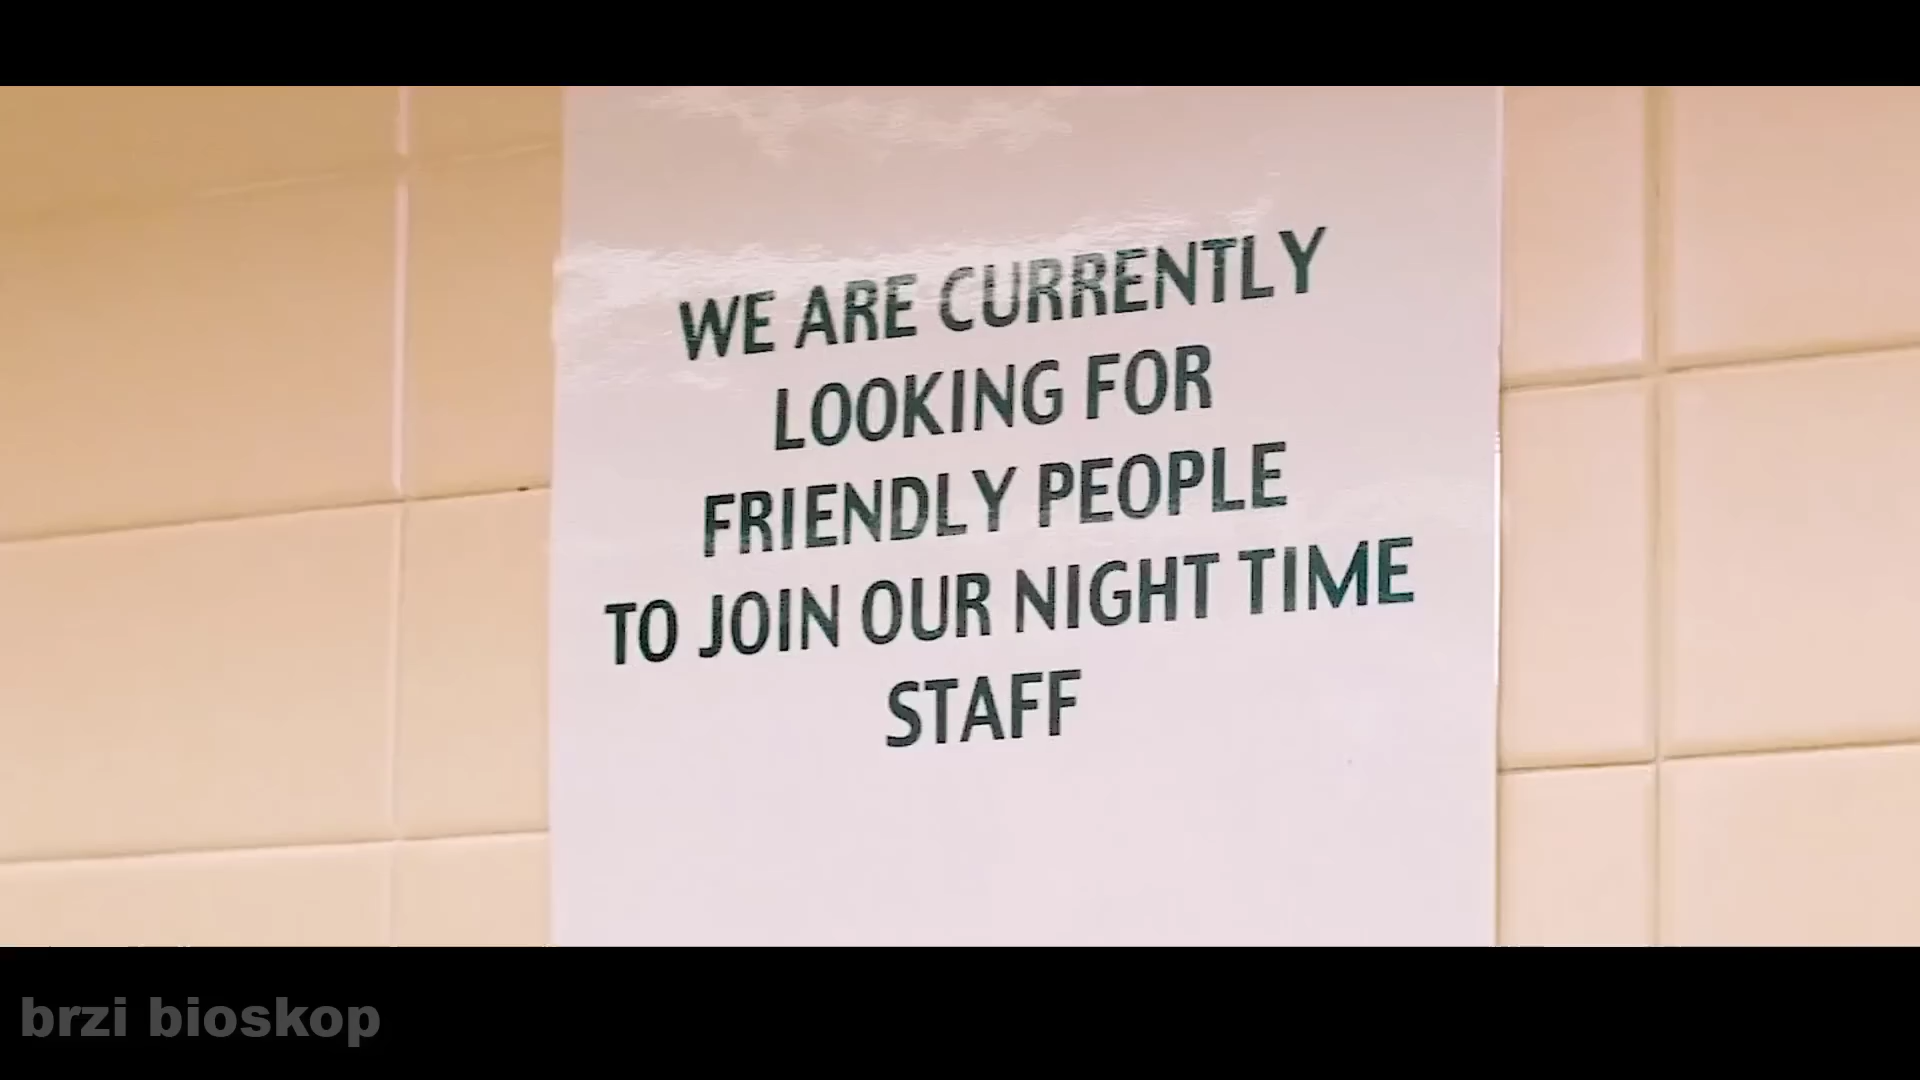 WE ARE CURRENTLY
LOOKING FOR
FRIENDLY PEOPLE
TO JOIN OUR NIGHT TIME
STAFF
brzi bioskop